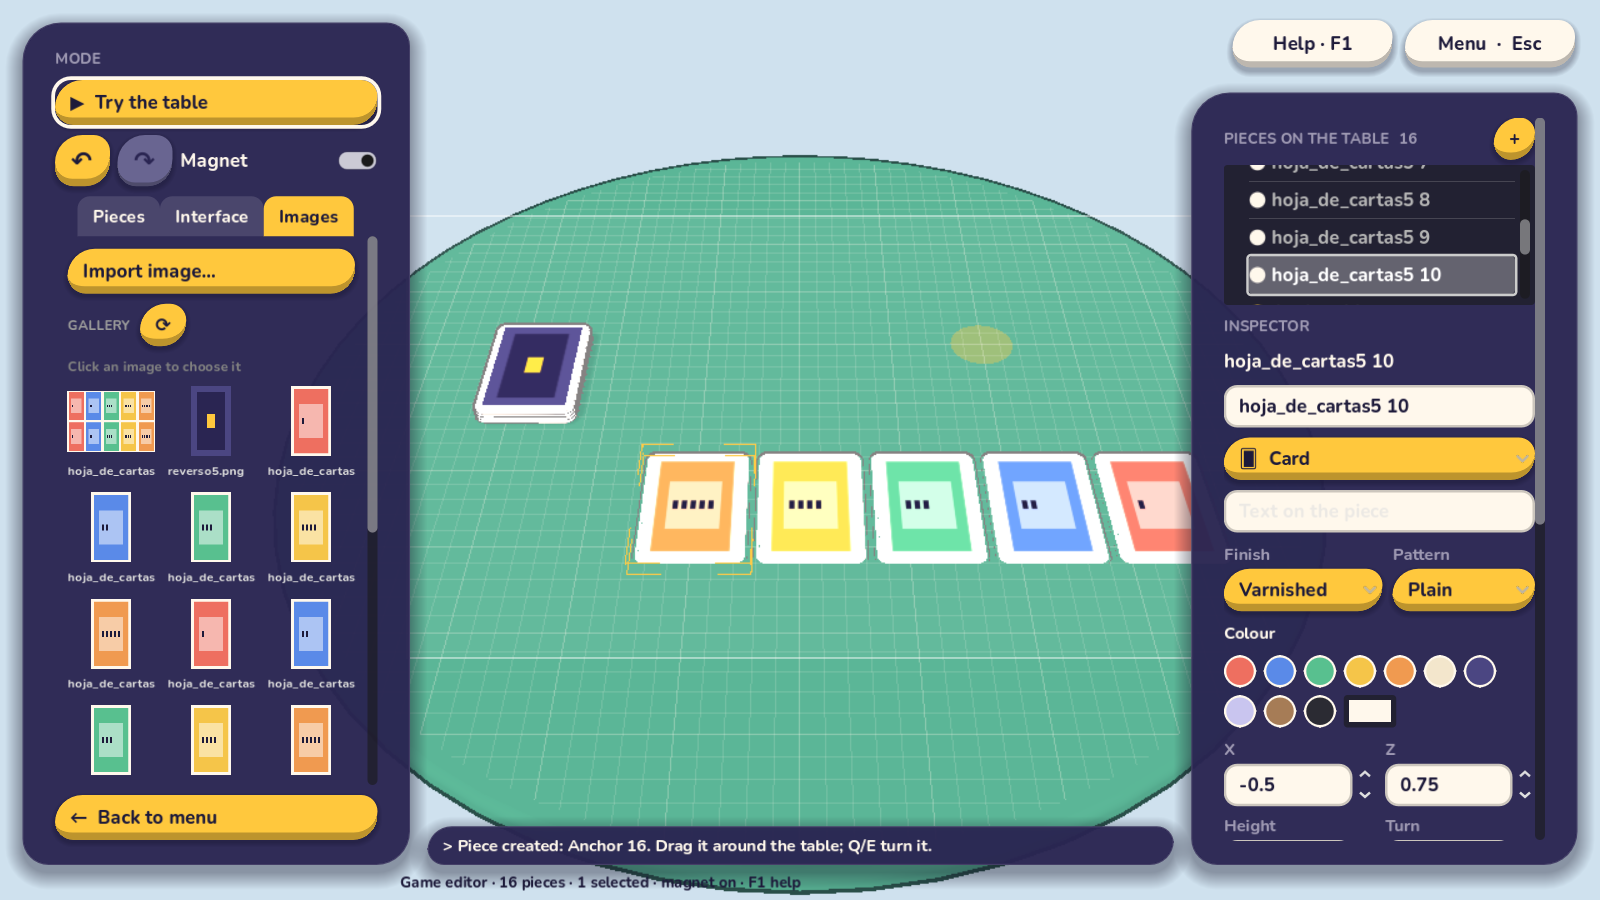 MODE
▶ Try the table
Magnet
Pieces
Interface
Images
Import image...
GALLERY
Click an image to choose it
hoja_de_cartas
reverso5.png
hoja_de_cartas
hoja_de_cartas
hoja_de_cartas
hoja_de_cartas
hoja_de_cartas
hoja_de_cartas
hoja_de_cartas
← Back to menu
> Piece created: Anchor 16. Drag it around the table; Q/E turn it.
Game editor · 16 pieces · 1 selected · magnet on · F1 help
Help · F1
Menu · Esc
PIECES ON THE TABLE 16
+
hoja_de_cartas5 7
hoja_de_cartas5 8
hoja_de_cartas5 9
hoja_de_cartas5 10
INSPECTOR
hoja_de_cartas5 10
hoja_de_cartas5 10
Card
Text on the piece
Finish
Pattern
Varnished
Plain
Colour
X
Z
-0.5
0.75
Height
Turn